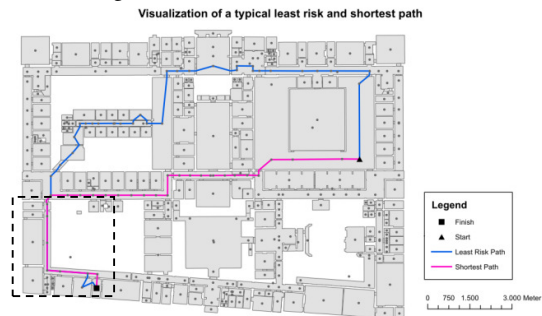 Visualization of a typical least risk and shortest path
Legend
Finish
Start
Least Risk Path
Shortest Path
0 750 1.500 3.000 Meter